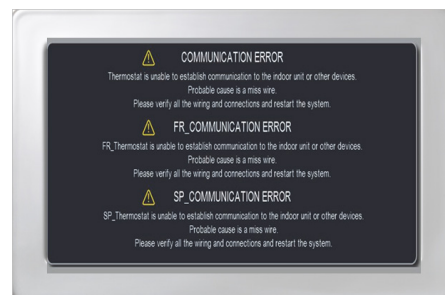 COMMUNICATION ERROR
Thermostat is unable to establish communication to the indoor unit or other devices.
Probable cause is a miss wire.
Please verify all the wiring and connections and restart the system.
FR_COMMUNICATION ERROR
FR_Thermostat is unable to establish communication to the indoor unit or other devices.
Probable cause is a miss wire.
Please verify all the wiring and connections and restart the system.
SP_COMMUNICATION ERROR
SP_Thermostat is unable to establish communication to the indoor unit or other devices.
Probable cause is a miss wire.
Please verify all the wiring and connections and restart the system.